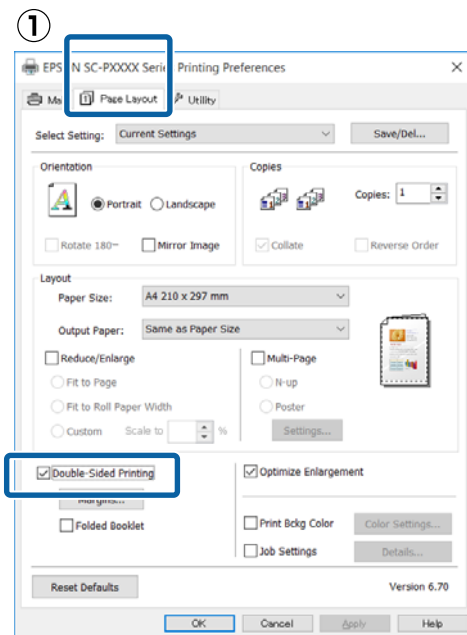 ①
EPS N SC-PXXXX Serie Printing Preferences
Ma Page Layout Utility
Select Setting: Current Settings Save/Del...
Orientation Copies
Portrait Landscape Copies: 1
Rotate 180° Mirror Image Collate Reverse Order
Layout
Paper Size: A4 210 x 297 mm
Output Paper: Same as Paper Size
Reduce/Enlarge Multi-Page
Fit to Page N-up
Fit to Roll Paper Width Poster
Custom Scale to % Settings...
Double-Sided Printing Optimize Enlargement
Margins...
Folded Booklet Print Bckg Color Color Settings...
Job Settings Details...
Reset Defaults Version 6.70
OK Cancel Apply Help